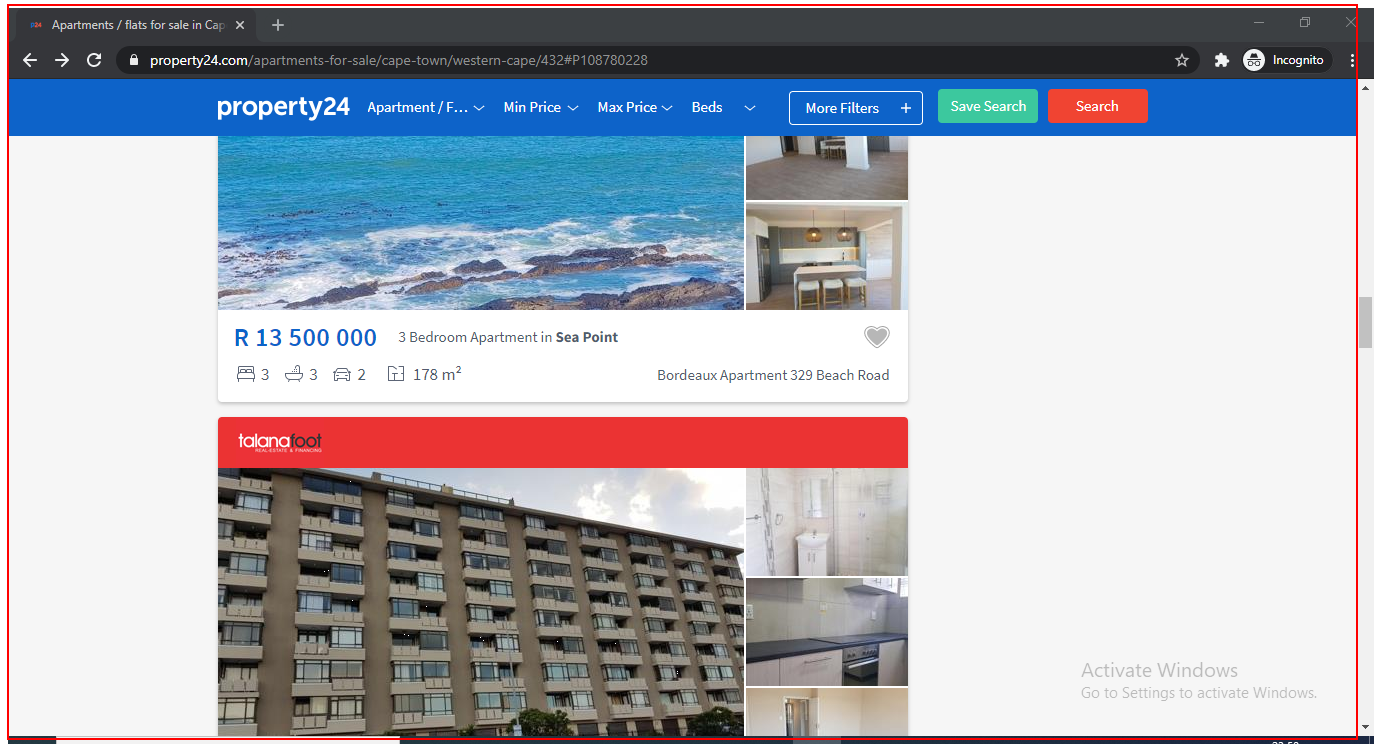 Apartments / flats for sale in Cap
property24.com/apartments-for-sale/cape-town/western-cape/432#P108780228
Incognito
property24 Apartment / F... Min Price Max Price Beds More Filters + Save Search Search
R 13 500 000 3 Bedroom Apartment in Sea Point
3 3 2 178 m²
Bordeaux Apartment 329 Beach Road
talanafoot
REAL-ESTATE & FINANCING
Activate Windows
Go to Settings to activate Windows.